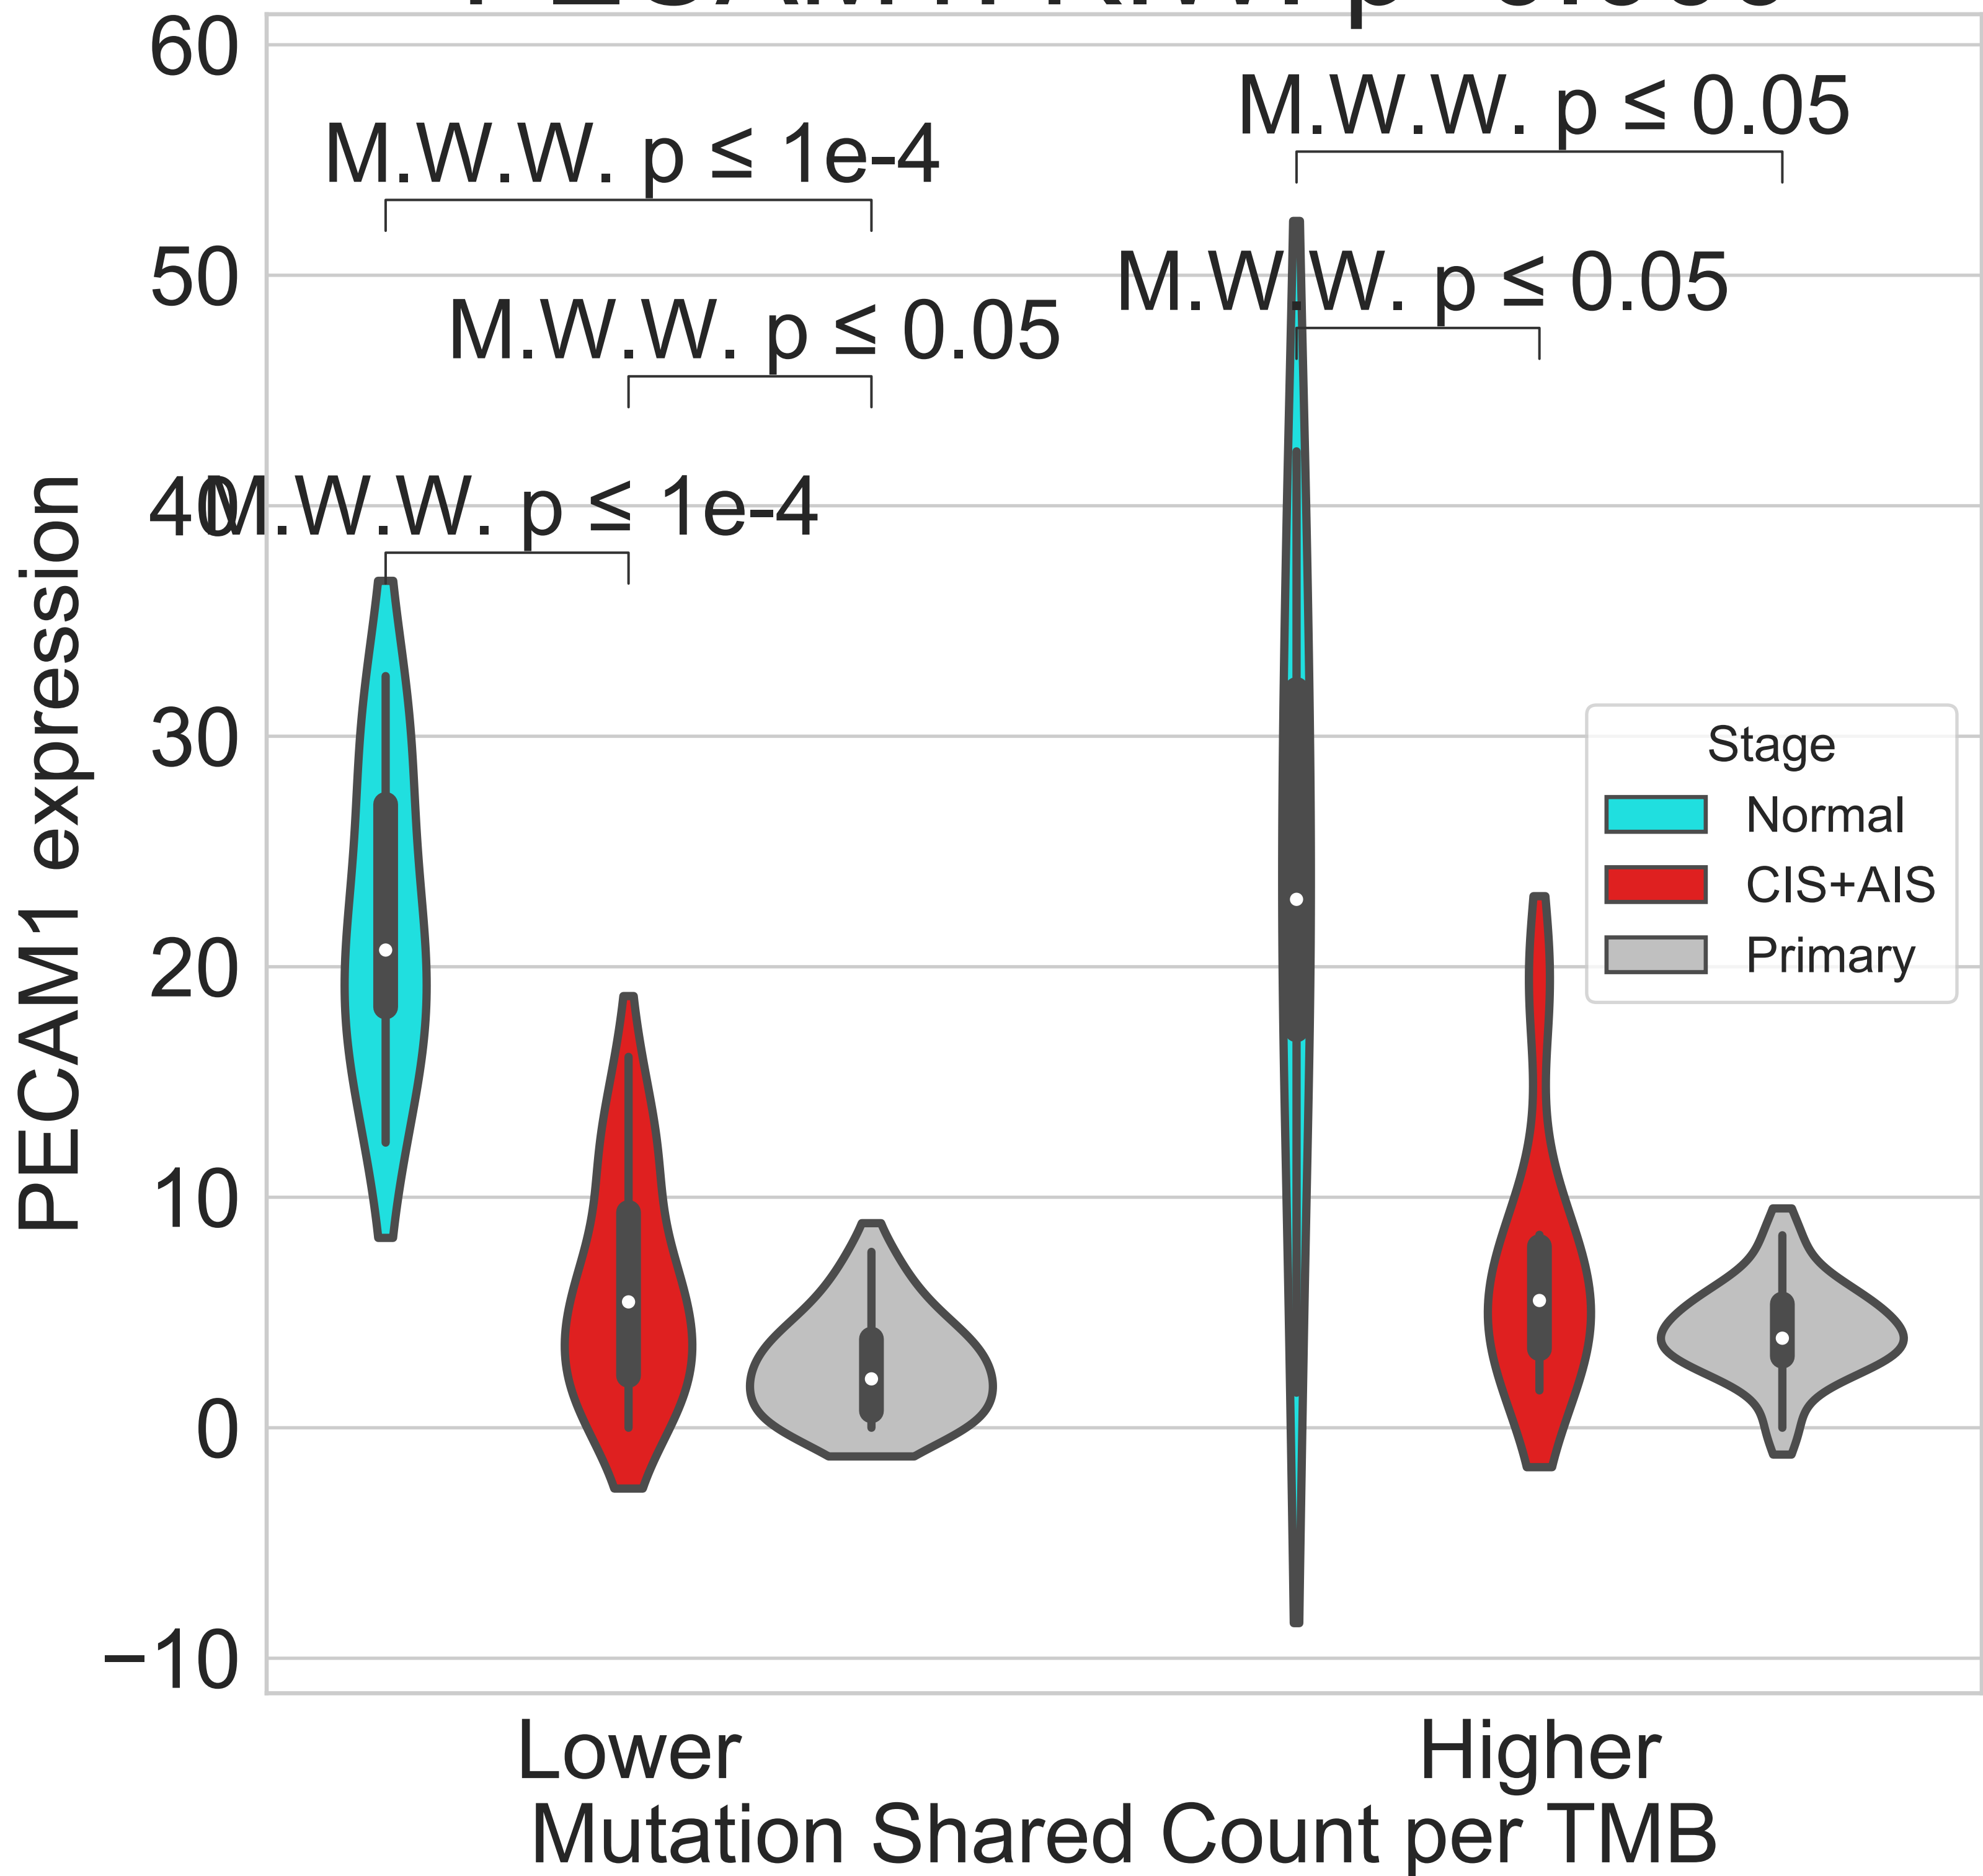 60
M.W.W. p ≤ 0.05
M.W.W. p ≤ 1e-4
50
M.W.W. p ≤ 0.05
M.W.W. p ≤ 0.05
40
M.W.W. p ≤ 1e-4
30
20
10
0
−10
PECAM1 expression
Stage
Normal
CIS+AIS
Primary
Lower
Higher
Mutation Shared Count per TMB